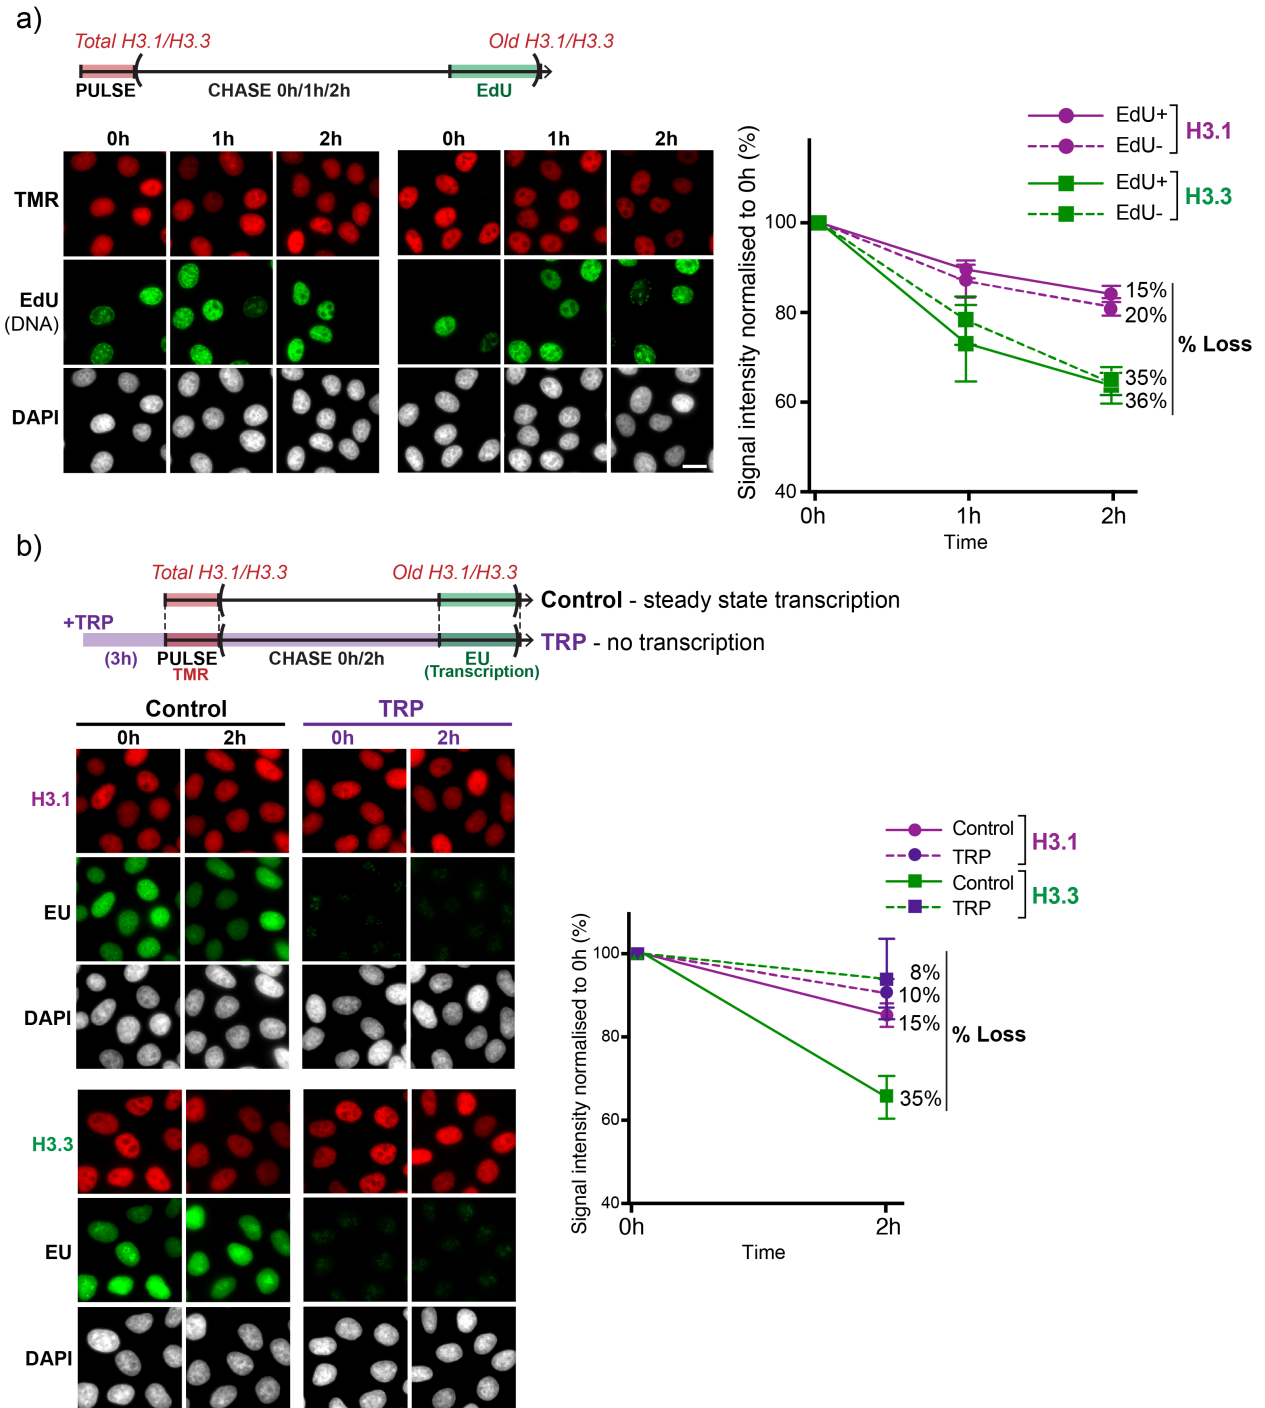 a)
Total H3.1/H3.3
Old H3.1/H3.3
PULSE
CHASE 0h/1h/2h
EdU
0h 1h 2h 0h 1h 2h
TMR
EdU
(DNA)
DAPI
EdU+
EdU-
H3.1
EdU+
EdU-
H3.3
Signal intensity normalised to 0h (%)
100
80
60
40
0h 1h 2h
Time
15%
20%
35%
36%
% Loss
b)
Total H3.1/H3.3
Old H3.1/H3.3
Control - steady state transcription
+TRP
TRP - no transcription
(3h)
PULSE
TMR
CHASE 0h/2h
EU
(Transcription)
Control TRP
0h 2h 0h 2h
H3.1
EU
DAPI
H3.3
EU
DAPI
Control
TRP
H3.1
Control
TRP
H3.3
Signal intensity normalised to 0h (%)
100
80
60
40
0h 2h
Time
8%
10%
15%
35%
% Loss